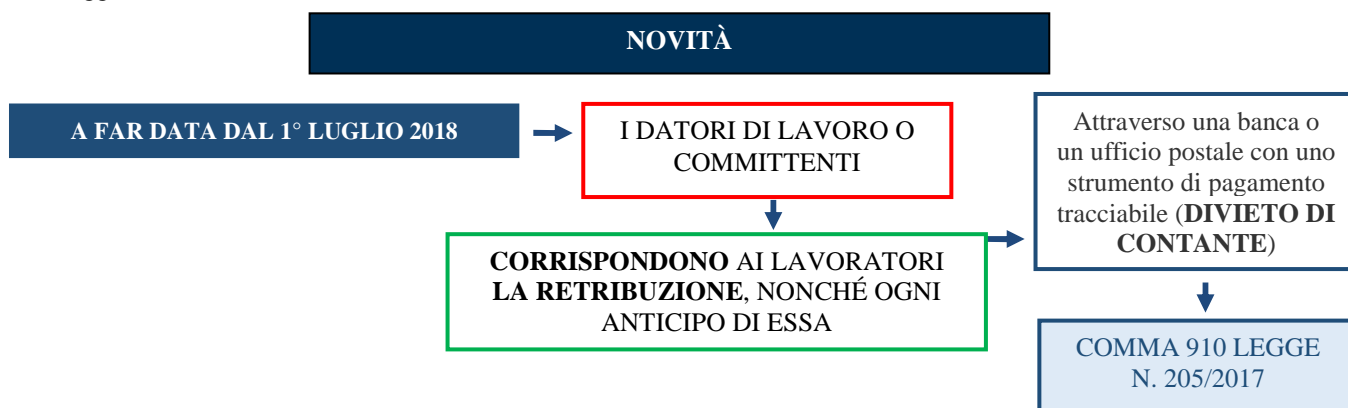 NOVITÀ
A FAR DATA DAL 1° LUGLIO 2018
I DATORI DI LAVORO O
COMMITTENTI
CORRISPONDONO AI LAVORATORI
LA RETRIBUZIONE, NONCHÉ OGNI
ANTICIPO DI ESSA
Attraverso una banca o
un ufficio postale con uno
strumento di pagamento
tracciabile (DIVIETO DI
CONTANTE)
COMMA 910 LEGGE
N. 205/2017